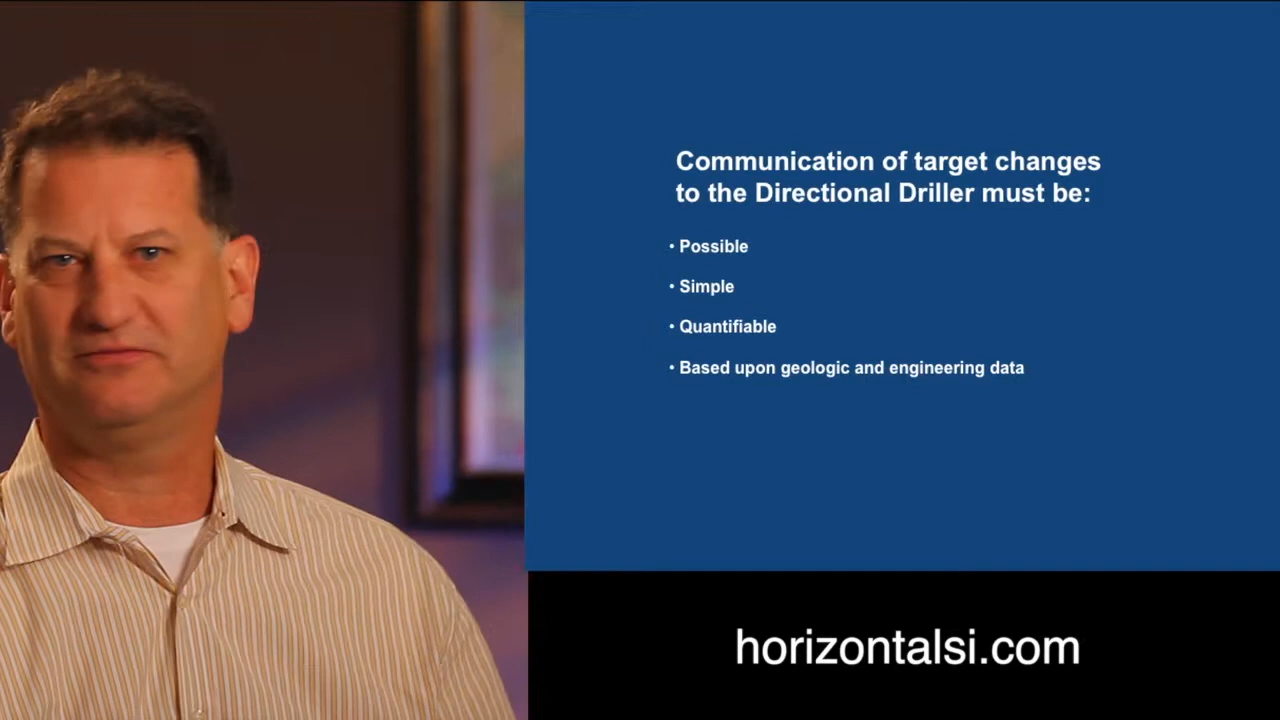 Communication of target changes
to the Directional Driller must be:
• Possible
• Simple
• Quantifiable
• Based upon geologic and engineering data
horizontalsi.com